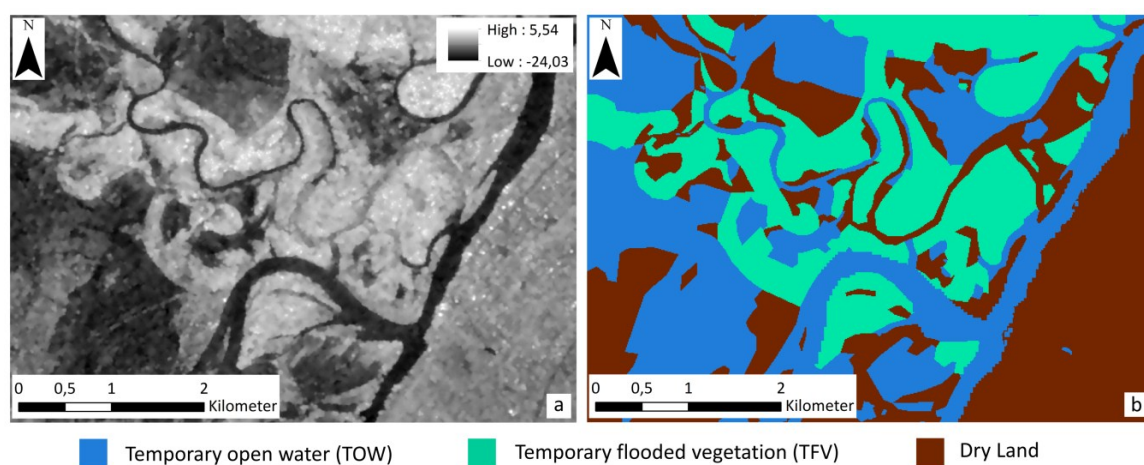 N
High : 5,54
Low : -24,03
0 0,5 1 2
Kilometer
a
N
0 0,5 1 2
Kilometer
b
Temporary open water (TOW)
Temporary flooded vegetation (TFV)
Dry Land